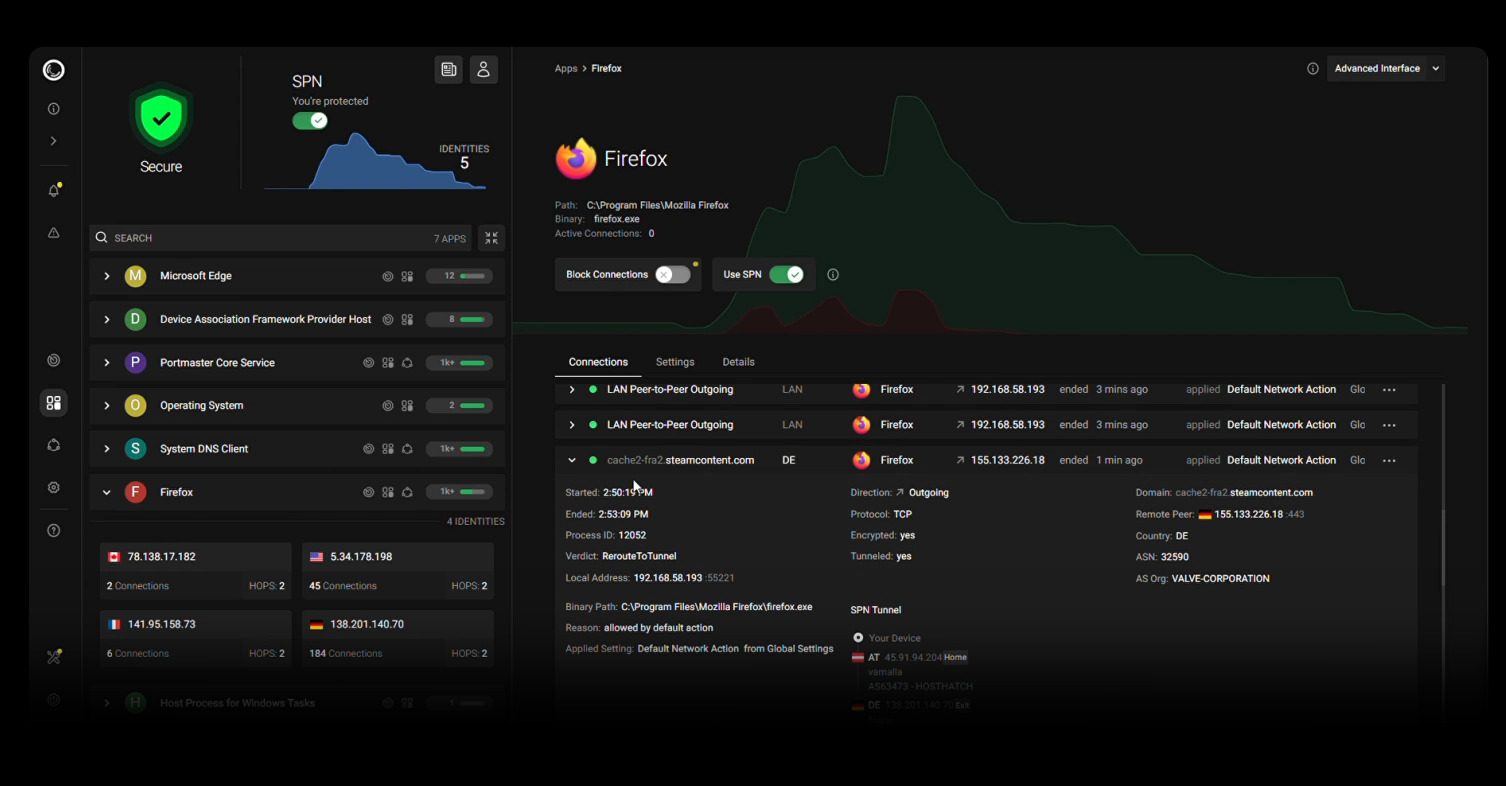 SPN
You're protected
IDENTITIES
5
Secure
SEARCH 7 APPS
M Microsoft Edge 12
D Device Association Framework Provider Host 8
P Portmaster Core Service 1k+
O Operating System 2
S System DNS Client 1k+
F Firefox 1k+
4 IDENTITIES
78.138.17.182
2 Connections HOPS: 2
5.34.178.198
45 Connections HOPS: 2
141.95.158.73
6 Connections HOPS: 2
138.201.140.70
184 Connections HOPS: 2
H Host Process for Windows Tasks 1
Apps > Firefox
Advanced Interface
Firefox
Path: C:\Program Files\Mozilla Firefox
Binary: firefox.exe
Active Connections: 0
Block Connections
Use SPN
Connections Settings Details
LAN Peer-to-Peer Outgoing LAN Firefox 192.168.58.193 ended 3 mins ago applied Default Network Action Glo
LAN Peer-to-Peer Outgoing LAN Firefox 192.168.58.193 ended 3 mins ago applied Default Network Action Glo
cache2-fra2.steamcontent.com DE Firefox 155.133.226.18 ended 1 min ago applied Default Network Action Glo
Started: 2:50:19 PM
Ended: 2:53:09 PM
Process ID: 12052
Verdict: RerouteToTunnel
Local Address: 192.168.58.193 :55221
Binary Path: C:\Program Files\Mozilla Firefox\firefox.exe
Reason: allowed by default action
Applied Setting: Default Network Action from Global Settings
Direction: Outgoing
Protocol: TCP
Encrypted: yes
Tunneled: yes
SPN Tunnel
Your Device
AT 45.91.94.204 Home
vamalla
AS63473 - HOSTHATCH
DE 138.201.140.70 Exit
Domain: cache2-fra2.steamcontent.com
Remote Peer: 155.133.226.18 :443
Country: DE
ASN: 32590
AS Org: VALVE-CORPORATION